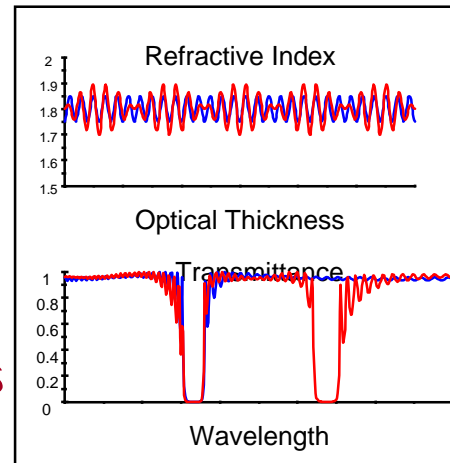 Refractive Index
2
1.9
1.8
1.7
1.6
1.5
Optical Thickness
Transmittance
1
0.8
0.6
0.4
0.2
0
Wavelength
s